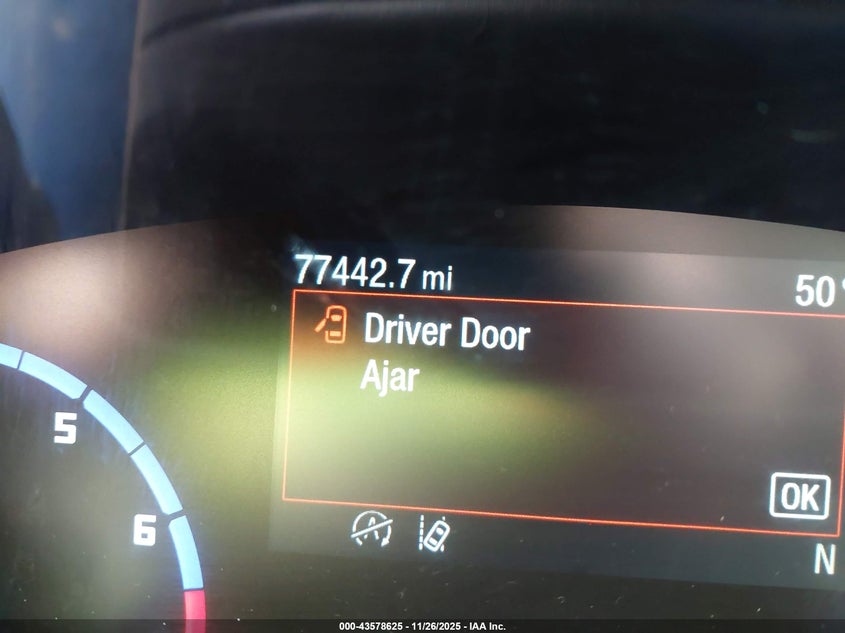 77442.7 mi
50°
Driver Door
Ajar
5
OK
6
A
N
000-43578625 - 11/26/2025 - IAA Inc.